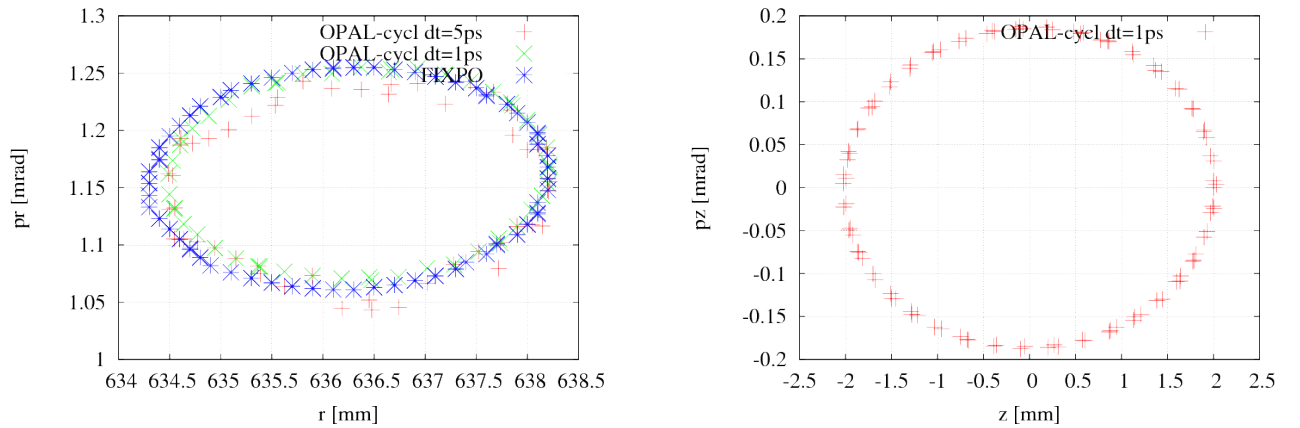 1.3
1.25
1.2
1.15
1.1
1.05
1
pr [mrad]
OPAL-cycl dt=5ps
OPAL-cycl dt=1ps
FIXPO
634 634.5 635 635.5 636 636.5 637 637.5 638 638.5
r [mm]
0.2
0.15
0.1
0.05
0
-0.05
-0.1
-0.15
-0.2
pz [mrad]
OPAL-cycl dt=1ps
-2.5 -2 -1.5 -1 -0.5 0 0.5 1 1.5 2 2.5
z [mm]